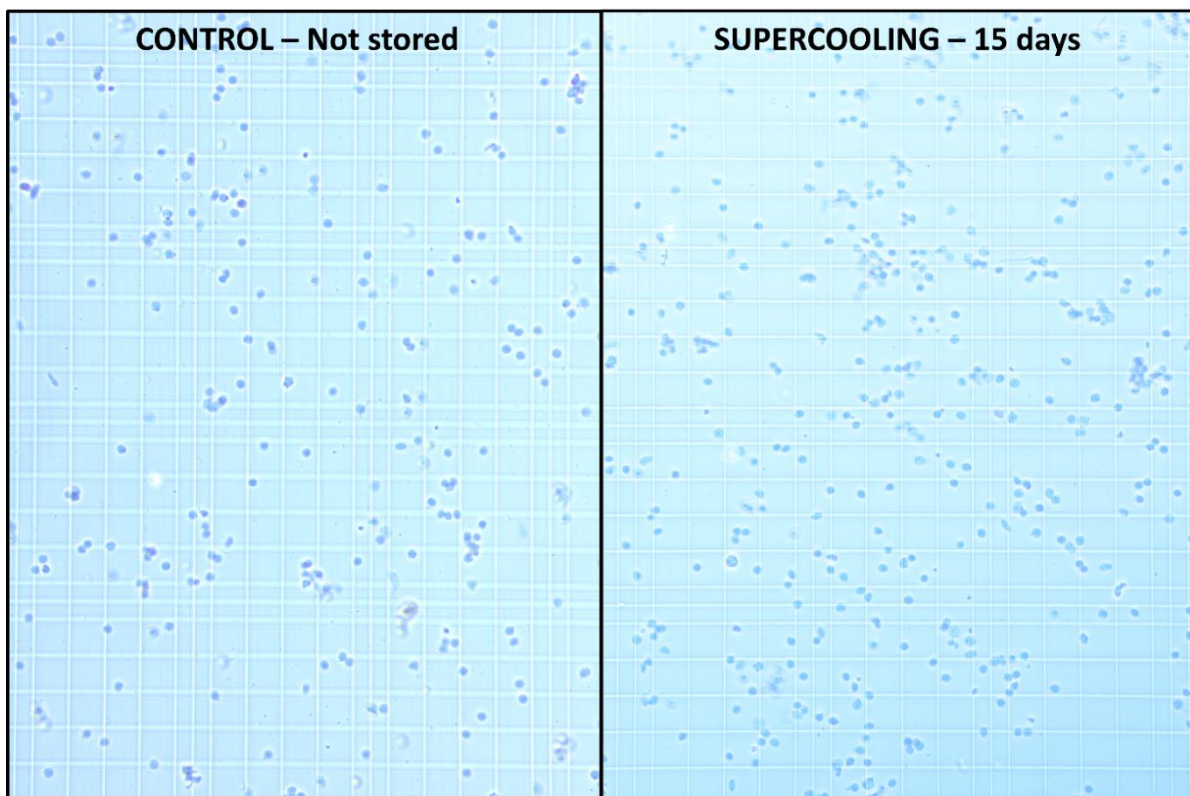 CONTROL – Not stored
SUPERCOOLING – 15 days